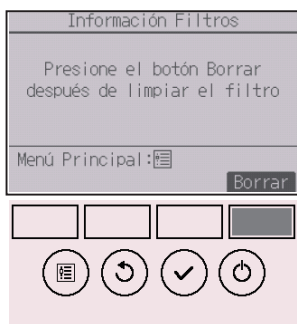 Información Filtros
Presione el botón Borrar
después de limpiar el filtro
Menú Principal:
Borrar